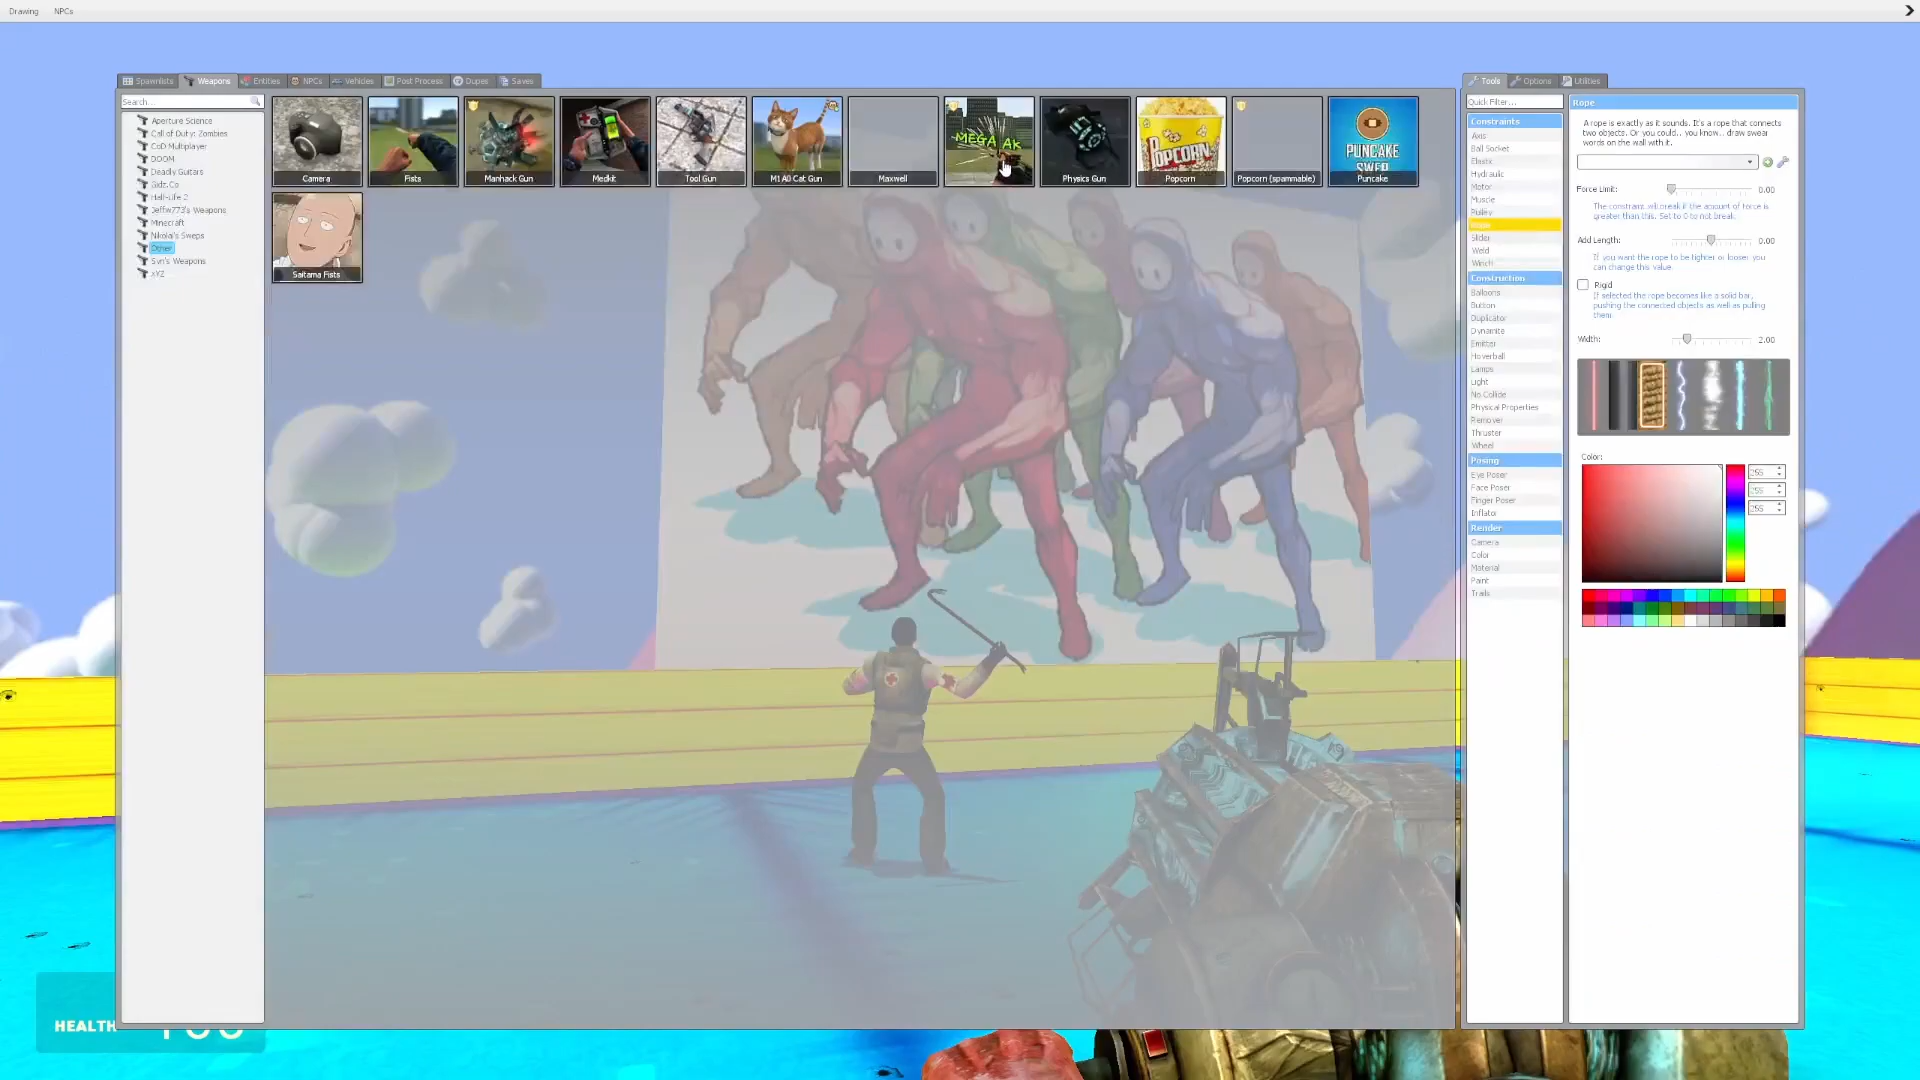 Drawing NPCs
Spawnlists Weapons Entities NPCs Vehicles Post Process Dupes Saves
Search...
Aperture Science
Call of Duty: Zombies
CoD Multiplayer
DOOM
Deadly Guitars
Gidz.Co
Half-Life 2
Jeffw773's Weapons
Minecraft
Nikolai's Sweps
Other
Syn's Weapons
xYZ
Camera
Fists
Manhack Gun
Medkit
Tool Gun
M1A0 Cat Gun
Maxwell
MEGA Ak
Physics Gun
POPCORN
Popcorn
Popcorn (spammable)
PUNCAKE
SWEP
Puncake
Saitama Fists
HEALTH
100
Tools Options Utilities
Quick Filter...
Constraints
Axis
Ball Socket
Elastic
Hydraulic
Motor
Muscle
Pulley
Rope
Slider
Weld
Winch
Construction
Balloons
Button
Duplicator
Dynamite
Emitter
Hoverball
Lamps
Light
No Collide
Physical Properties
Remover
Thruster
Wheel
Posing
Eye Poser
Face Poser
Finger Poser
Inflator
Render
Camera
Color
Material
Paint
Trails
Rope
A rope is exactly as it sounds. It's a rope that connects
two objects. Or you could.. you know.. draw swear
words on the wall with it.
Force Limit: 0.00
The constraint will break if the amount of force is
greater than this. Set to 0 to not break.
Add Length: 0.00
If you want the rope to be tighter or looser you
can change this value.
Rigid
If selected the rope becomes like a solid bar,
pushing the connected objects as well as pulling
them.
Width: 2.00
Color:
255
255
255